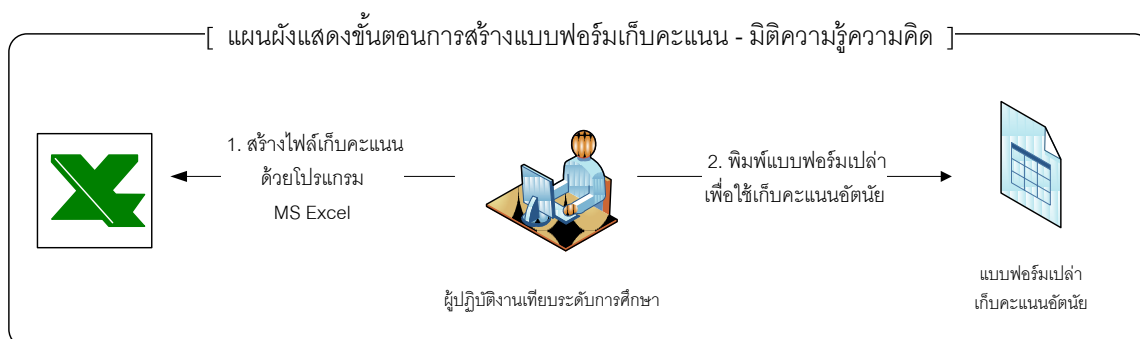 [ แผนผังแสดงขั้นตอนการสร้างแบบฟอร์มเก็บคะแนน - มิติความรู้ความคิด ]
1. สร้างไฟล์เก็บคะแนน
ด้วยโปรแกรม
MS Excel
2. พิมพ์แบบฟอร์มเปล่า
เพื่อใช้เก็บคะแนนอัตนัย
ผู้ปฏิบัติงานเทียบระดับการศึกษา
แบบฟอร์มเปล่า
เก็บคะแนนอัตนัย